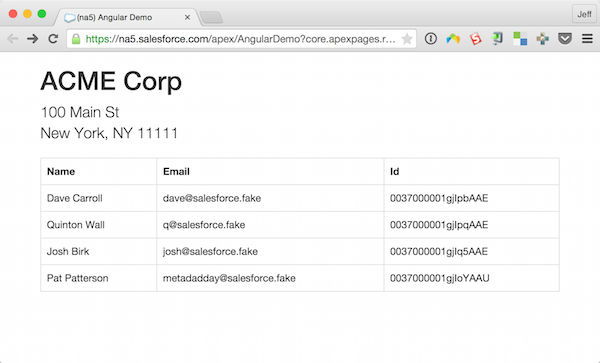 (na5) Angular Demo
Jeff
https://na5.salesforce.com/apex/AngularDemo?core.apexpages.r...
ACME Corp
100 Main St
New York, NY 11111
Name Email Id
Dave Carroll dave@salesforce.fake 0037000001gjIpbAAE
Quinton Wall q@salesforce.fake 0037000001gjIpqAAE
Josh Birk josh@salesforce.fake 0037000001gjIq5AAE
Pat Patterson metadadday@salesforce.fake 0037000001gjIoYAAU